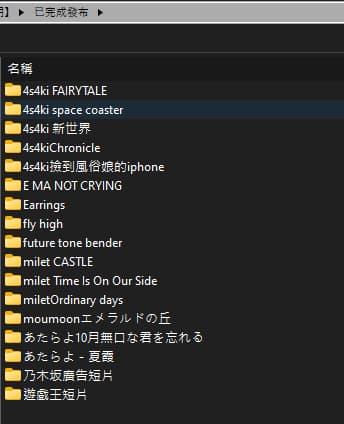 】 已完成發布
名稱
4s4ki FAIRYTALE
4s4ki space coaster
4s4ki 新世界
4s4kiChronicle
4s4ki撿到風俗娘的iphone
E MA NOT CRYING
Earrings
fly high
future tone bender
milet CASTLE
milet Time Is On Our Side
miletOrdinary days
moumoonエメラルドの丘
あたらよ10月無口な君を忘れる
あたらよ - 夏霞
乃木坂廣告短片
遊戲王短片